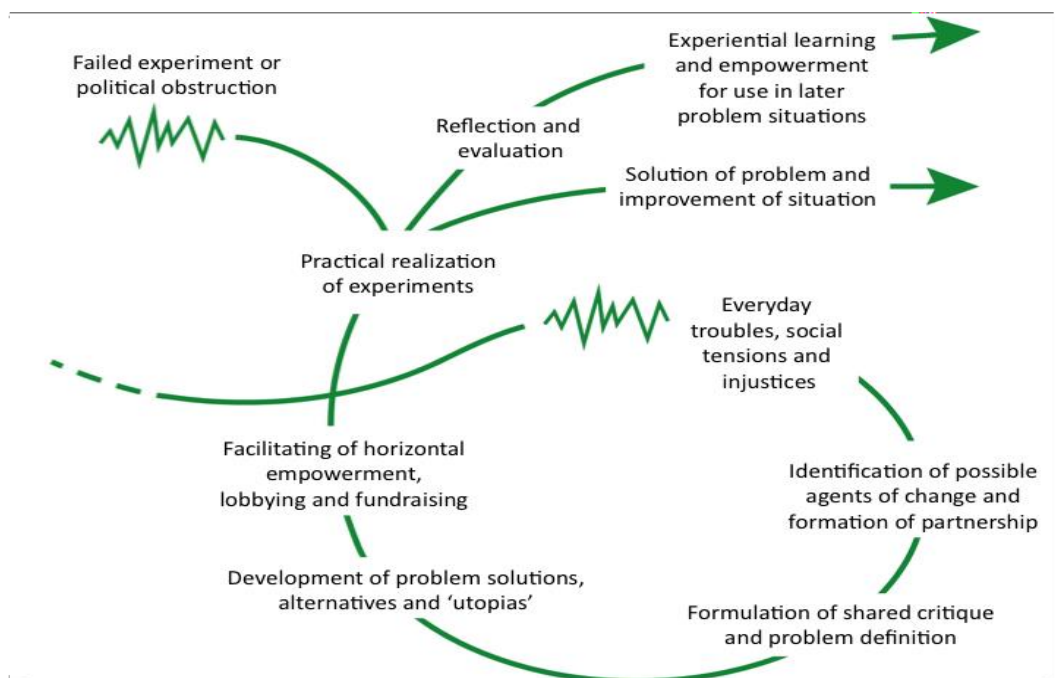 Failed experiment or
political obstruction
Experiential learning
and empowerment
for use in later
problem situations
Reflection and
evaluation
Solution of problem and
improvement of situation
Practical realization
of experiments
Everyday
troubles, social
tensions and
injustices
Facilitating of horizontal
empowerment,
lobbying and fundraising
Identification of possible
agents of change and
formation of partnership
Development of problem solutions,
alternatives and ‘utopias’
Formulation of shared critique
and problem definition